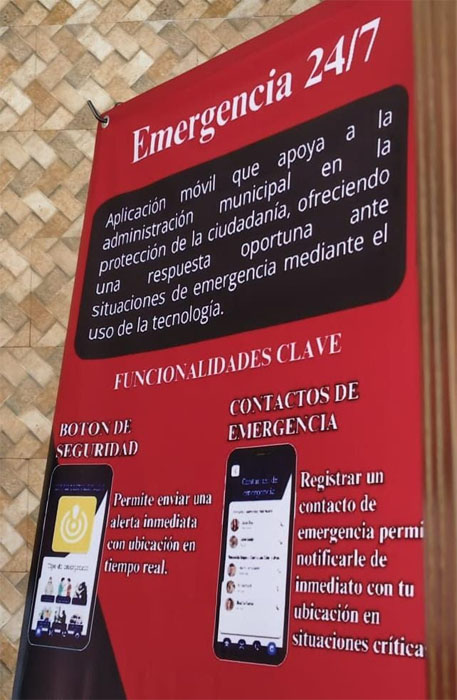 Emergencia 24/7
Aplicación móvil que apoya a la
administración municipal en la
protección de la ciudadanía, ofreciendo
una respuesta oportuna ante
situaciones de emergencia mediante el
uso de la tecnología.
FUNCIONALIDADES CLAVE
BOTON DE
SEGURIDAD
Permite enviar una
alerta inmediata
con ubicación en
tiempo real.
CONTACTOS DE
EMERGENCIA
Contactos de
emergencia
Registrar un
contacto de
emergencia permi
notificarle de
inmediato con tu
ubicación en
situaciones crítica